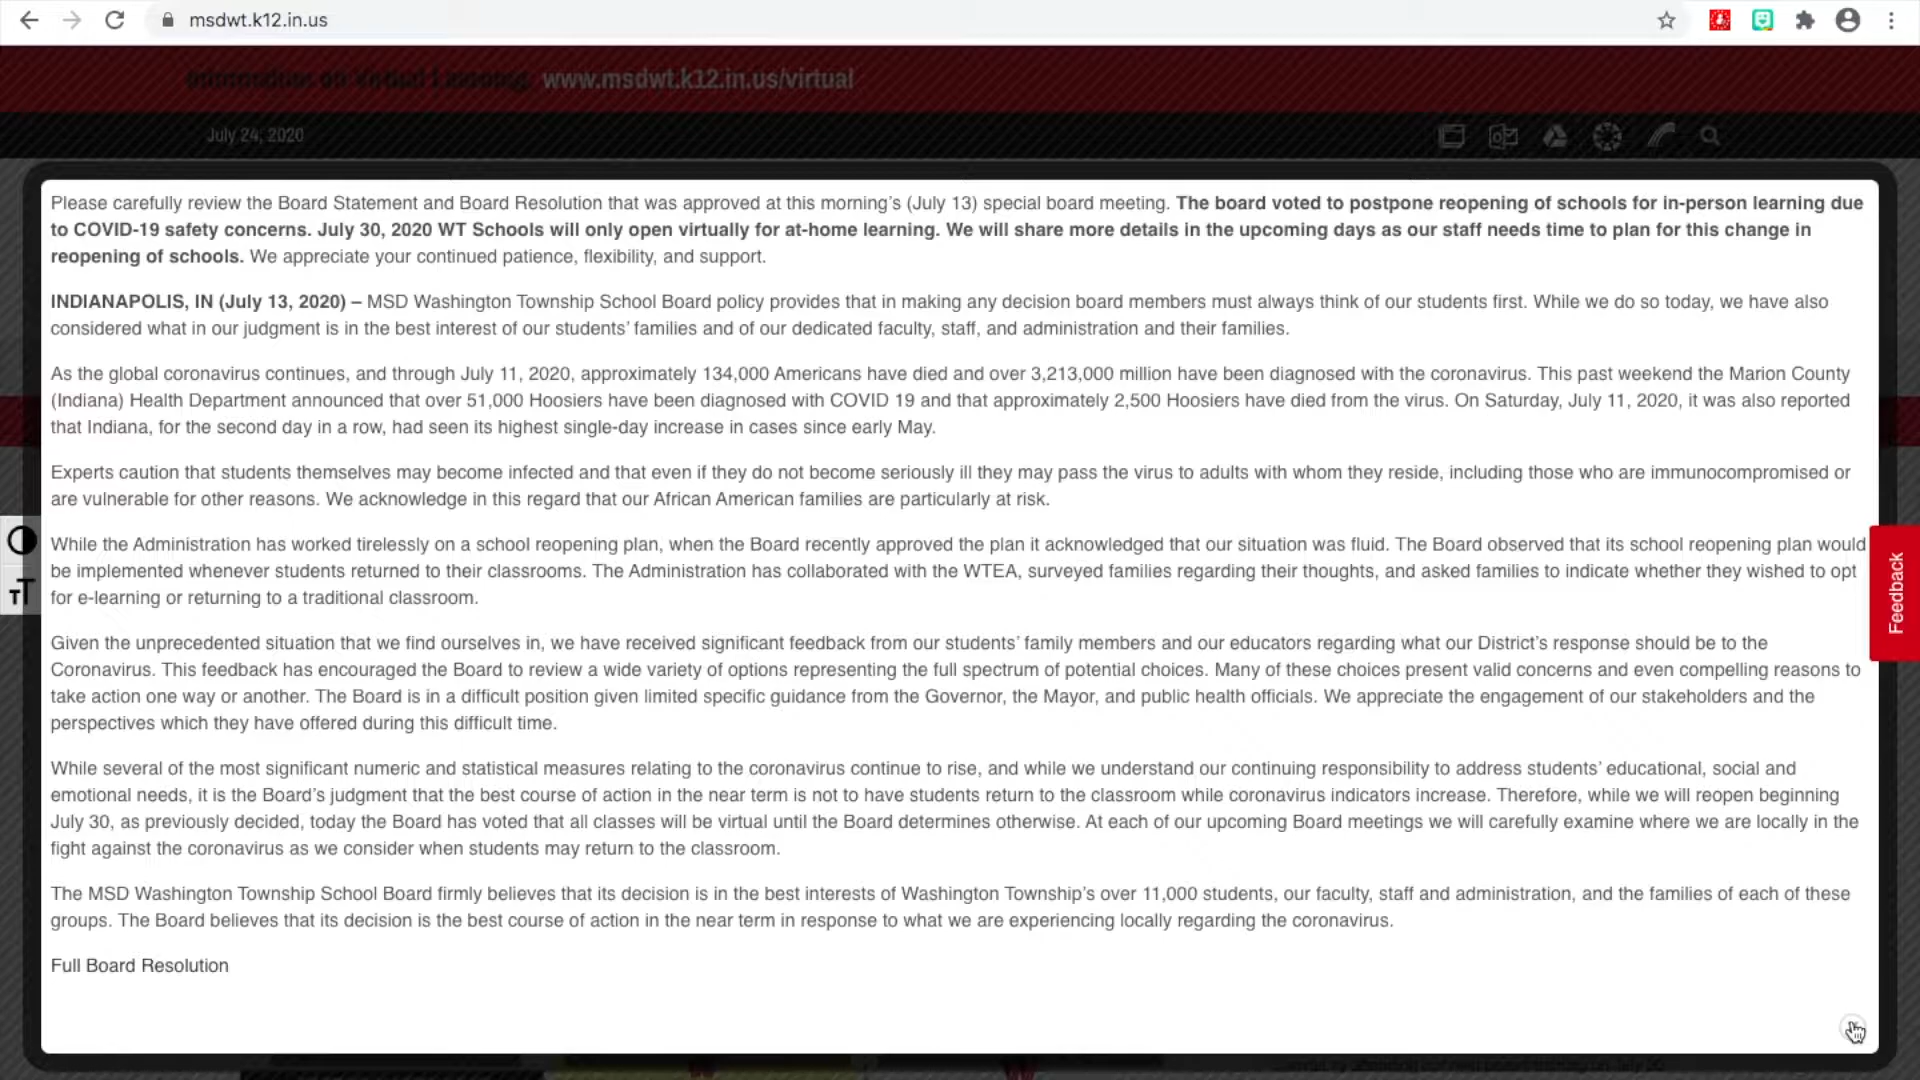 msdwt.k12.in.us
Information on Virtual Learning: www.msdwt.k12.in.us/virtual
July 24, 2020
Please carefully review the Board Statement and Board Resolution that was approved at this morning’s (July 13) special board meeting. The board voted to postpone reopening of schools for in-person learning due
to COVID-19 safety concerns. July 30, 2020 WT Schools will only open virtually for at-home learning. We will share more details in the upcoming days as our staff needs time to plan for this change in
reopening of schools. We appreciate your continued patience, flexibility, and support.
INDIANAPOLIS, IN (July 13, 2020) – MSD Washington Township School Board policy provides that in making any decision board members must always think of our students first. While we do so today, we have also
considered what in our judgment is in the best interest of our students’ families and of our dedicated faculty, staff, and administration and their families.
As the global coronavirus continues, and through July 11, 2020, approximately 134,000 Americans have died and over 3,213,000 million have been diagnosed with the coronavirus. This past weekend the Marion County
(Indiana) Health Department announced that over 51,000 Hoosiers have been diagnosed with COVID 19 and that approximately 2,500 Hoosiers have died from the virus. On Saturday, July 11, 2020, it was also reported
that Indiana, for the second day in a row, had seen its highest single-day increase in cases since early May.
Experts caution that students themselves may become infected and that even if they do not become seriously ill they may pass the virus to adults with whom they reside, including those who are immunocompromised or
are vulnerable for other reasons. We acknowledge in this regard that our African American families are particularly at risk.
While the Administration has worked tirelessly on a school reopening plan, when the Board recently approved the plan it acknowledged that our situation was fluid. The Board observed that its school reopening plan would
be implemented whenever students returned to their classrooms. The Administration has collaborated with the WTEA, surveyed families regarding their thoughts, and asked families to indicate whether they wished to opt
for e-learning or returning to a traditional classroom.
Given the unprecedented situation that we find ourselves in, we have received significant feedback from our students’ family members and our educators regarding what our District’s response should be to the
Coronavirus. This feedback has encouraged the Board to review a wide variety of options representing the full spectrum of potential choices. Many of these choices present valid concerns and even compelling reasons to
take action one way or another. The Board is in a difficult position given limited specific guidance from the Governor, the Mayor, and public health officials. We appreciate the engagement of our stakeholders and the
perspectives which they have offered during this difficult time.
While several of the most significant numeric and statistical measures relating to the coronavirus continue to rise, and while we understand our continuing responsibility to address students’ educational, social and
emotional needs, it is the Board’s judgment that the best course of action in the near term is not to have students return to the classroom while coronavirus indicators increase. Therefore, while we will reopen beginning
July 30, as previously decided, today the Board has voted that all classes will be virtual until the Board determines otherwise. At each of our upcoming Board meetings we will carefully examine where we are locally in the
fight against the coronavirus as we consider when students may return to the classroom.
The MSD Washington Township School Board firmly believes that its decision is in the best interests of Washington Township’s over 11,000 students, our faculty, staff and administration, and the families of each of these
groups. The Board believes that its decision is the best course of action in the near term in response to what we are experiencing locally regarding the coronavirus.
Full Board Resolution
Feedback